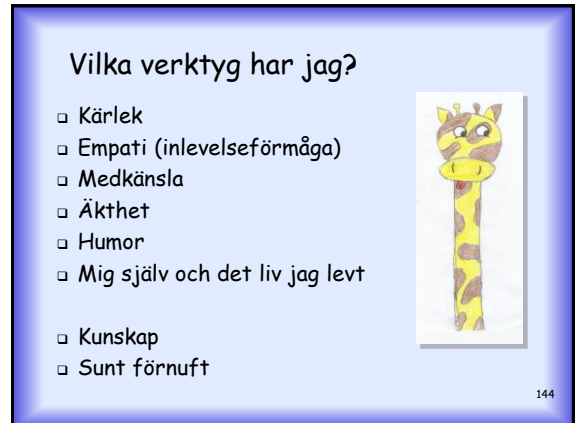 Vilka verktyg har jag?
❑ Kärlek
❑ Empati (inlevelseförmåga)
❑ Medkänsla
❑ Äkthet
❑ Humor
❑ Mig själv och det liv jag levt
❑ Kunskap
❑ Sunt förnuft
144